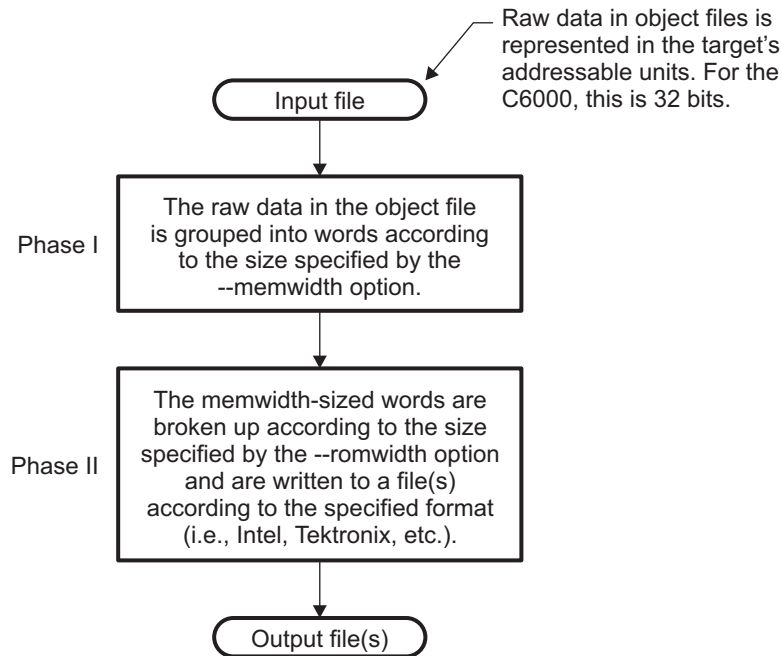 Raw data in object files is
represented in the target’s
addressable units. For the
C6000, this is 32 bits.
Input file
Phase I
The raw data in the object file
is grouped into words according
to the size specified by the
--memwidth option.
Phase II
The memwidth-sized words are
broken up according to the size
specified by the --romwidth option
and are written to a file(s)
according to the specified format
(i.e., Intel, Tektronix, etc.).
Output file(s)